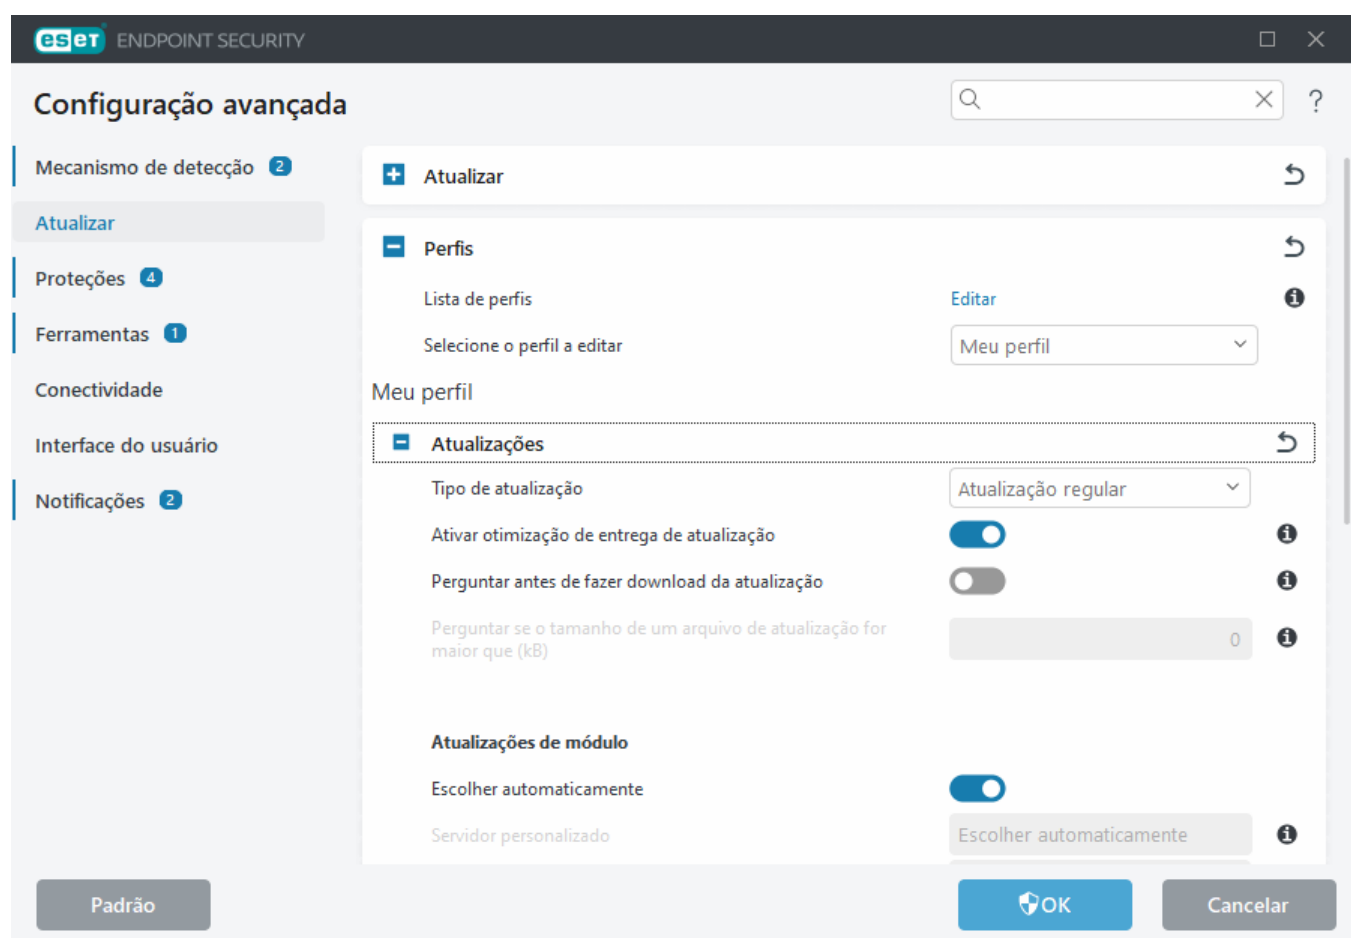 eset ENDPOINT SECURITY
Configuração avançada
?
Mecanismo de detecção 2
Atualizar
Proteções 4
Ferramentas 1
Conectividade
Interface do usuário
Notificações 2
Atualizar
Perfis
Lista de perfis Editar
Selecione o perfil a editar Meu perfil
Meu perfil
Atualizações
Tipo de atualização Atualização regular
Ativar otimização de entrega de atualização
Perguntar antes de fazer download da atualização
Perguntar se o tamanho de um arquivo de atualização for
maior que (kB) 0
Atualizações de módulo
Escolher automaticamente
Servidor personalizado Escolher automaticamente
Padrão OK Cancelar